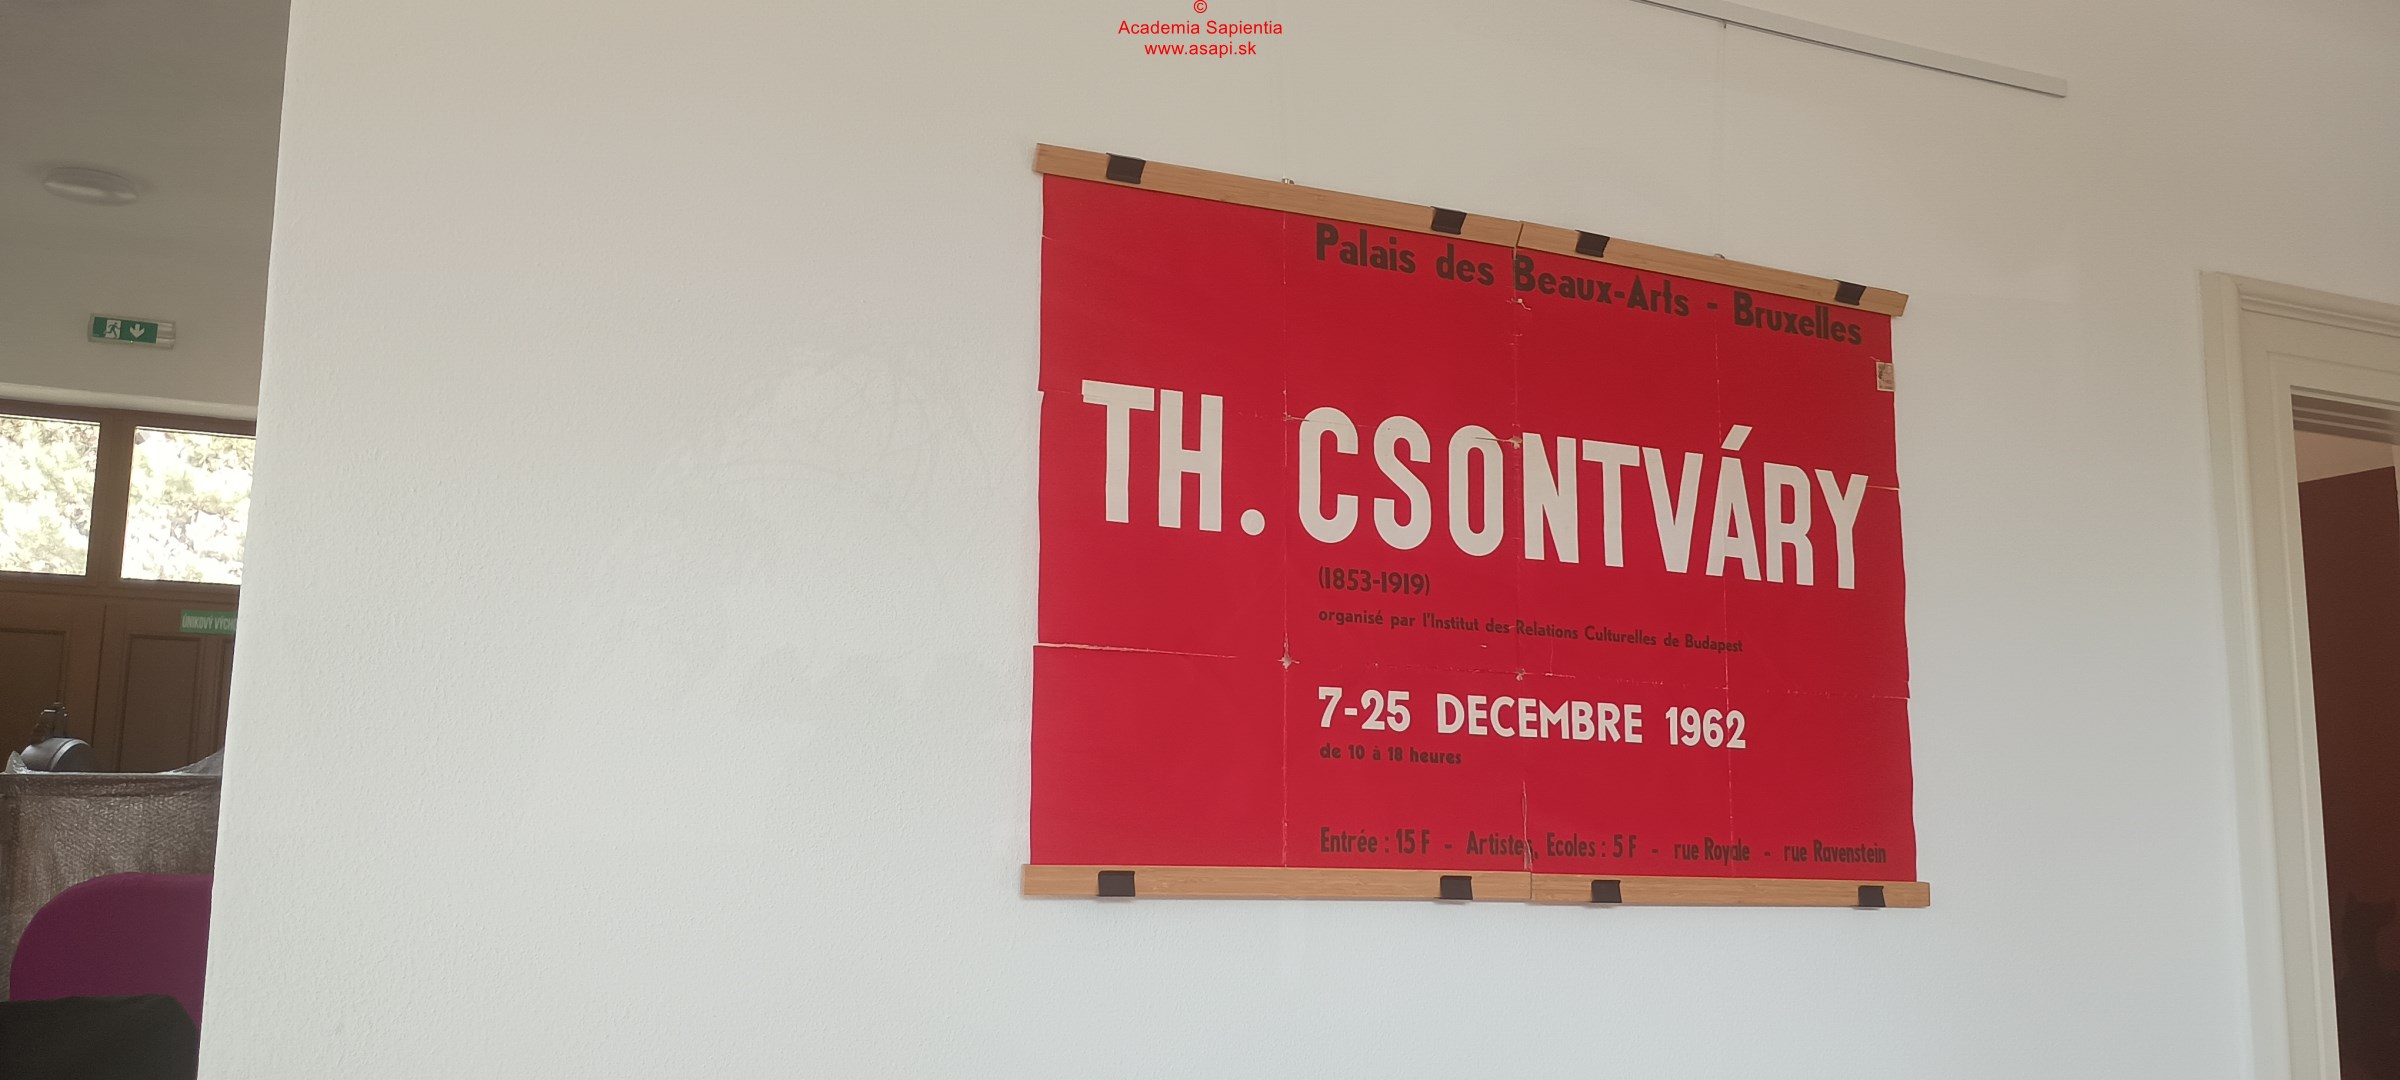 ©
Academia Sapientia
www.asapi.sk
Palais des Beaux-Arts - Bruxelles
TH. CSONTVÁRY
(1853-1919)
organisé par l'Institut des Relations Culturelles de Budapest
7-25 DECEMBRE 1962
de 10 à 18 heures
Entrée : 15 F - Artistes, Ecoles : 5 F - rue Royale - rue Ravenstein
ÚNIKOVÝ